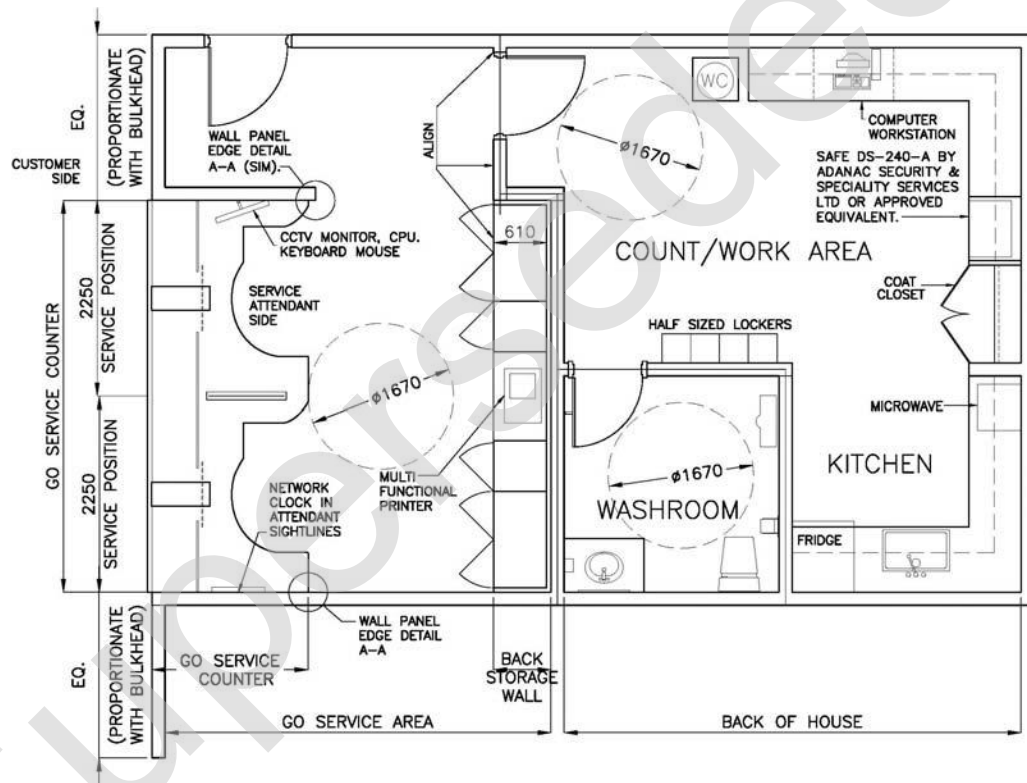 EQ.
(PROPORTIONATE
WITH BULKHEAD)
CUSTOMER
SIDE
WALL PANEL
EDGE DETAIL
A-A (SIM).
ALIGN
WC
ø1670
COMPUTER
WORKSTATION
SAFE DS-240-A BY
ADANAC SECURITY &
SPECIALITY SERVICES
LTD OR APPROVED
EQUIVALENT.
610
CCTV MONITOR, CPU.
KEYBOARD MOUSE
COUNT/WORK AREA
COAT
CLOSET
SERVICE
ATTENDANT
SIDE
HALF SIZED LOCKERS
GO SERVICE COUNTER
2250
SERVICE POSITION
2250
SERVICE POSITION
ø1670
MICROWAVE
KITCHEN
MULTI
FUNCTIONAL
PRINTER
NETWORK
CLOCK IN
ATTENDANT
SIGHTLINES
ø1670
WASHROOM
FRIDGE
WALL PANEL
EDGE DETAIL
A-A
EQ.
(PROPORTIONATE
WITH BULKHEAD)
GO SERVICE
COUNTER
BACK
STORAGE
WALL
GO SERVICE AREA
BACK OF HOUSE
upersede